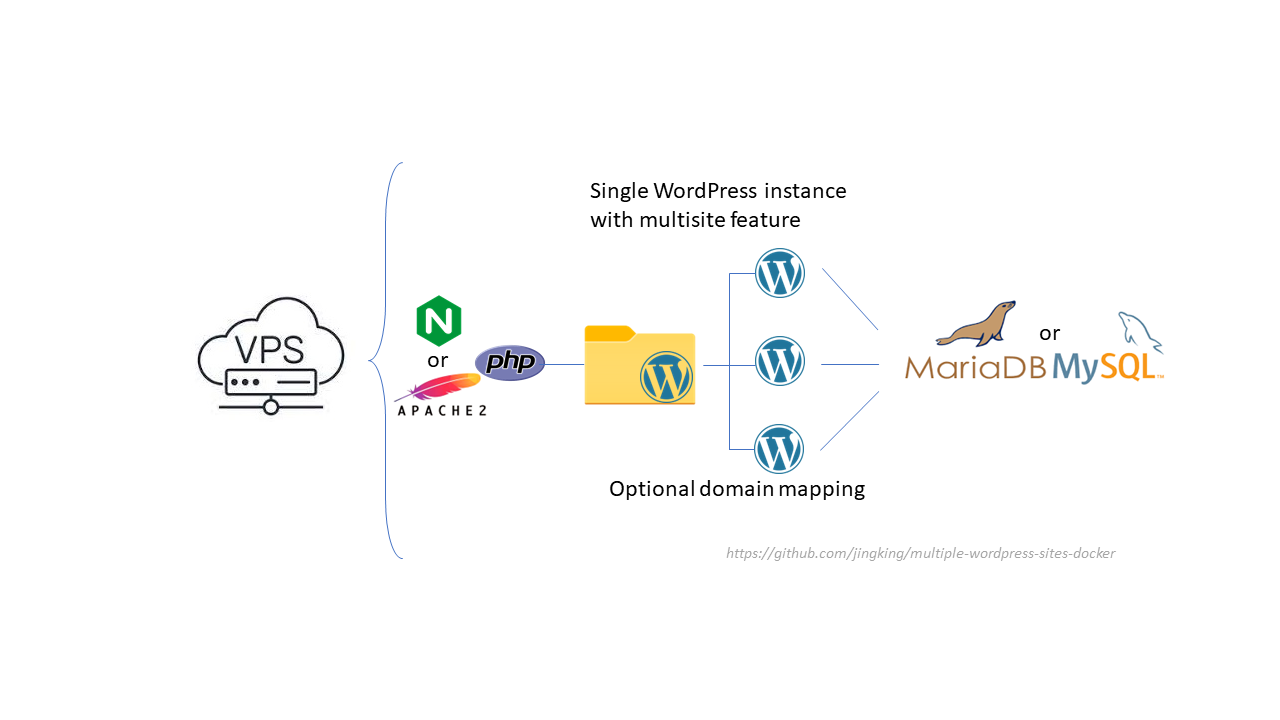 Single WordPress instance
with multisite feature
VPS
N
or
php
APACHE2
W
W
W
W
or
MariaDB
MySQL™
Optional domain mapping
https://github.com/jingking/multiple-wordpress-sites-docker